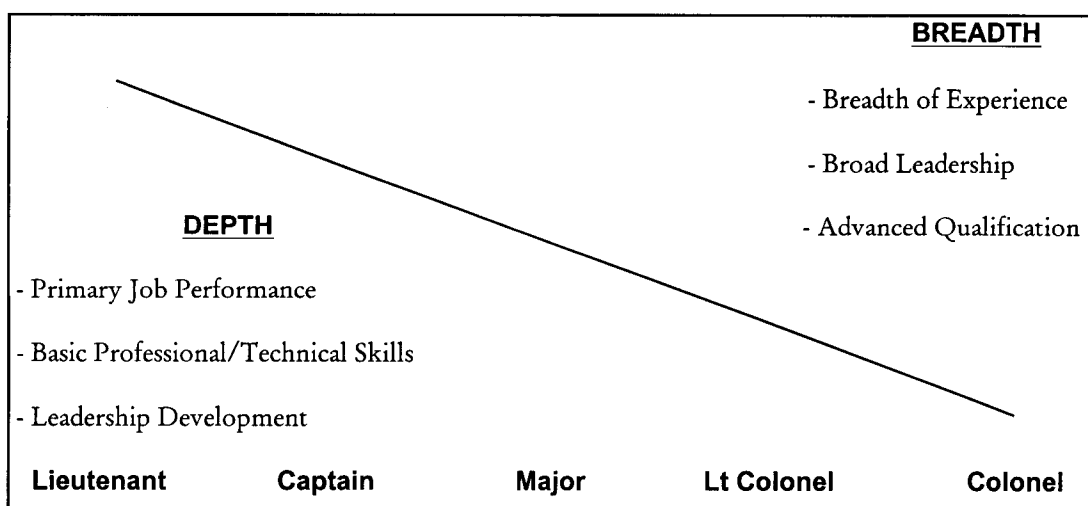 BREADTH
- Breadth of Experience
- Broad Leadership
- Advanced Qualification
DEPTH
- Primary Job Performance
- Basic Professional/Technical Skills
- Leadership Development
Lieutenant Captain Major Lt Colonel Colonel